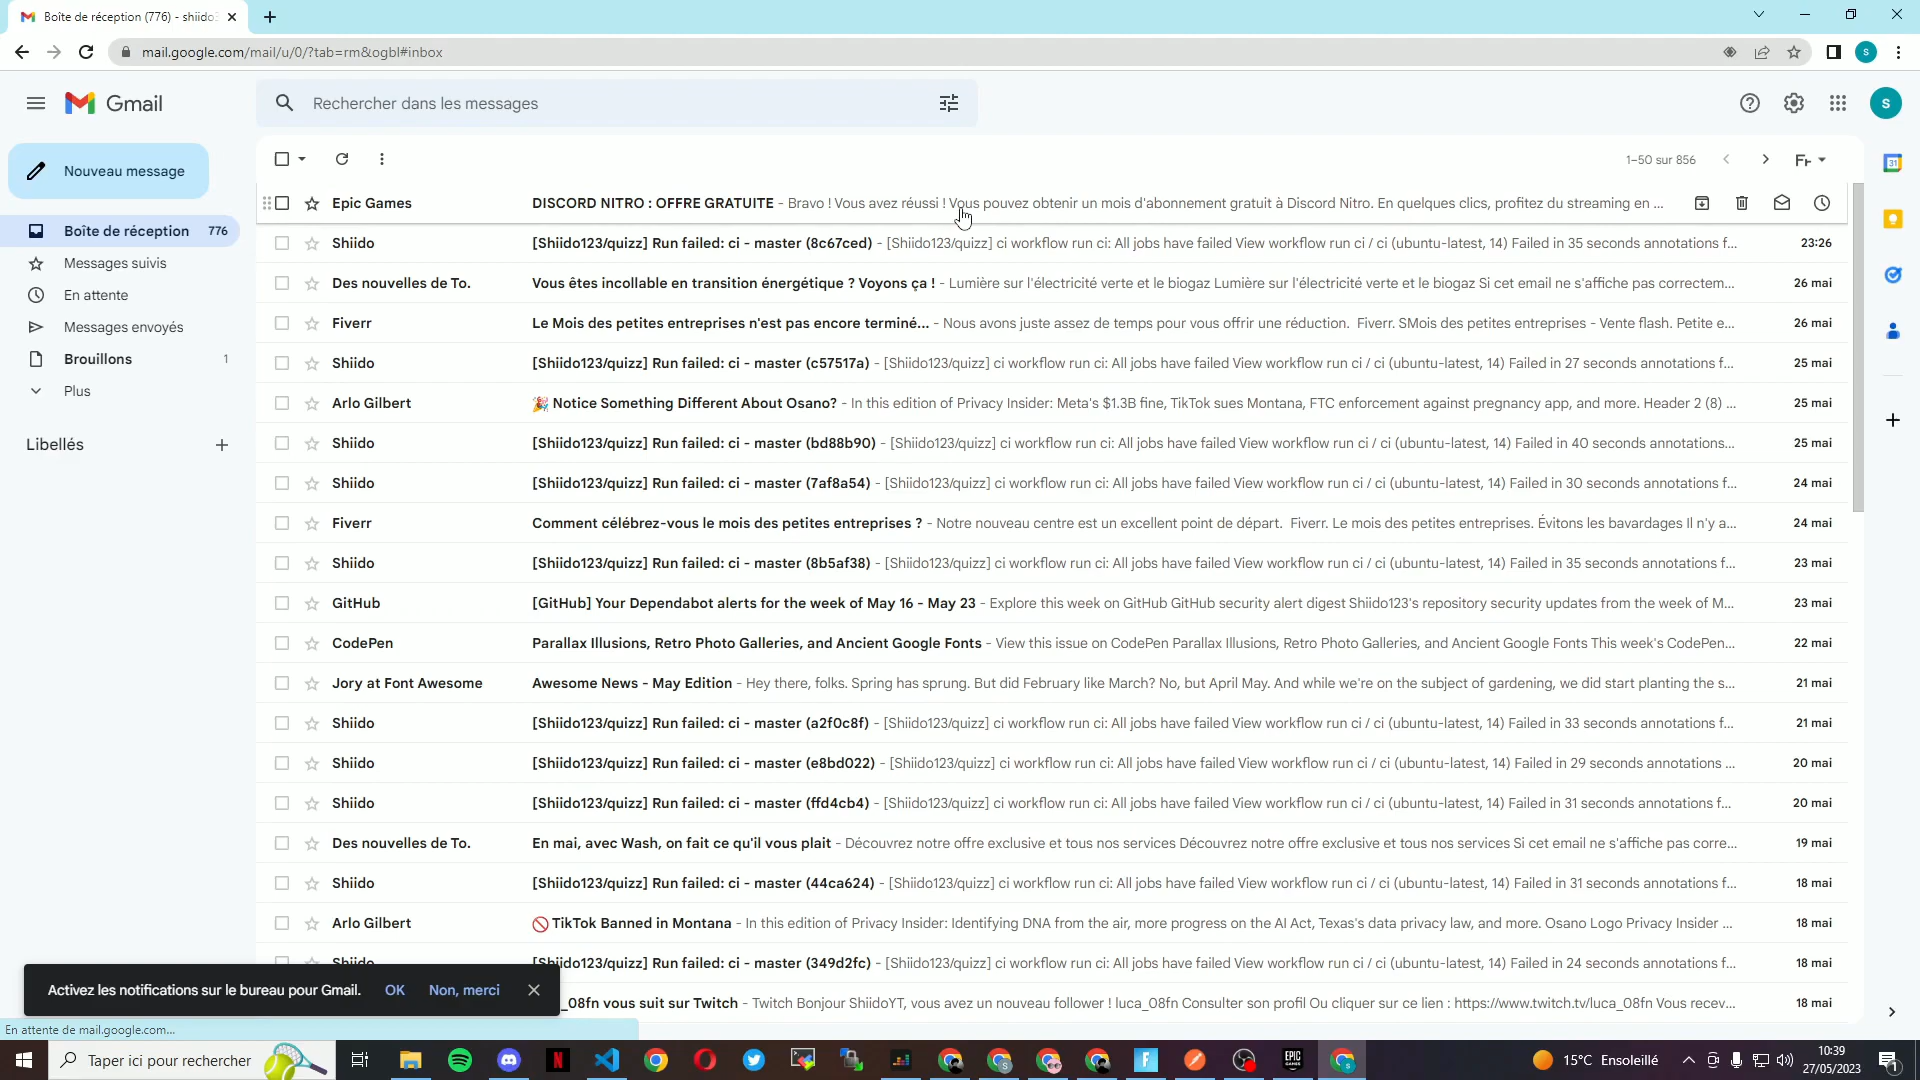 Boîte de réception (776) - shiido
mail.google.com/mail/u/0/?tab=rm&ogbl#inbox
S
Gmail
Rechercher dans les messages
S
Nouveau message
1–50 sur 856
Fr
31
Boîte de réception 776
Messages suivis
En attente
Messages envoyés
Brouillons 1
Plus
Libellés
Epic Games DISCORD NITRO : OFFRE GRATUITE - Bravo ! Vous avez réussi ! Vous pouvez obtenir un mois d'abonnement gratuit à Discord Nitro. En quelques clics, profitez du streaming en ...
Shiido [Shiido123/quizz] Run failed: ci - master (8c67ced) - [Shiido123/quizz] ci workflow run ci: All jobs have failed View workflow run ci / ci (ubuntu-latest, 14) Failed in 35 seconds annotations f... 23:26
Des nouvelles de To. Vous êtes incollable en transition énergétique ? Voyons ça ! - Lumière sur l'électricité verte et le biogaz Lumière sur l'électricité verte et le biogaz Si cet email ne s'affiche pas correctem... 26 mai
Fiverr Le Mois des petites entreprises n'est pas encore terminé... - Nous avons juste assez de temps pour vous offrir une réduction. Fiverr. SMois des petites entreprises - Vente flash. Petite e... 26 mai
Shiido [Shiido123/quizz] Run failed: ci - master (c57517a) - [Shiido123/quizz] ci workflow run ci: All jobs have failed View workflow run ci / ci (ubuntu-latest, 14) Failed in 27 seconds annotations f... 25 mai
Arlo Gilbert 🎉 Notice Something Different About Osano? - In this edition of Privacy Insider: Meta's $1.3B fine, TikTok sues Montana, FTC enforcement against pregnancy app, and more. Header 2 (8) ... 25 mai
Shiido [Shiido123/quizz] Run failed: ci - master (bd88b90) - [Shiido123/quizz] ci workflow run ci: All jobs have failed View workflow run ci / ci (ubuntu-latest, 14) Failed in 40 seconds annotations... 25 mai
Shiido [Shiido123/quizz] Run failed: ci - master (7af8a54) - [Shiido123/quizz] ci workflow run ci: All jobs have failed View workflow run ci / ci (ubuntu-latest, 14) Failed in 30 seconds annotations f... 24 mai
Fiverr Comment célébrez-vous le mois des petites entreprises ? - Notre nouveau centre est un excellent point de départ. Fiverr. Le mois des petites entreprises. Évitons les bavardages Il n'y a... 24 mai
Shiido [Shiido123/quizz] Run failed: ci - master (8b5af38) - [Shiido123/quizz] ci workflow run ci: All jobs have failed View workflow run ci / ci (ubuntu-latest, 14) Failed in 35 seconds annotations f... 23 mai
GitHub [GitHub] Your Dependabot alerts for the week of May 16 - May 23 - Explore this week on GitHub GitHub security alert digest Shiido123's repository security updates from the week of M... 23 mai
CodePen Parallax Illusions, Retro Photo Galleries, and Ancient Google Fonts - View this issue on CodePen Parallax Illusions, Retro Photo Galleries, and Ancient Google Fonts This week's CodePen... 22 mai
Jory at Font Awesome Awesome News - May Edition - Hey there, folks. Spring has sprung. But did February like March? No, but April May. And while we're on the subject of gardening, we did start planting the s... 21 mai
Shiido [Shiido123/quizz] Run failed: ci - master (a2f0c8f) - [Shiido123/quizz] ci workflow run ci: All jobs have failed View workflow run ci / ci (ubuntu-latest, 14) Failed in 33 seconds annotations f... 21 mai
Shiido [Shiido123/quizz] Run failed: ci - master (e8bd022) - [Shiido123/quizz] ci workflow run ci: All jobs have failed View workflow run ci / ci (ubuntu-latest, 14) Failed in 29 seconds annotations ... 20 mai
Shiido [Shiido123/quizz] Run failed: ci - master (ffd4cb4) - [Shiido123/quizz] ci workflow run ci: All jobs have failed View workflow run ci / ci (ubuntu-latest, 14) Failed in 31 seconds annotations f... 20 mai
Des nouvelles de To. En mai, avec Wash, on fait ce qu'il vous plait - Découvrez notre offre exclusive et tous nos services Découvrez notre offre exclusive et tous nos services Si cet email ne s'affiche pas corre... 19 mai
Shiido [Shiido123/quizz] Run failed: ci - master (44ca624) - [Shiido123/quizz] ci workflow run ci: All jobs have failed View workflow run ci / ci (ubuntu-latest, 14) Failed in 31 seconds annotations f... 18 mai
Arlo Gilbert 🚫 TikTok Banned in Montana - In this edition of Privacy Insider: Identifying DNA from the air, more progress on the AI Act, Texas's data privacy law, and more. Osano Logo Privacy Insider ... 18 mai
Shiido [Shiido123/quizz] Run failed: ci - master (349d2fc) - [Shiido123/quizz] ci workflow run ci: All jobs have failed View workflow run ci / ci (ubuntu-latest, 14) Failed in 24 seconds annotations f... 18 mai
_08fn vous suit sur Twitch - Twitch Bonjour ShiidoYT, vous avez un nouveau follower ! luca_08fn Consulter son profil Ou cliquer sur ce lien : https://www.twitch.tv/luca_08fn Vous recev... 18 mai
Activez les notifications sur le bureau pour Gmail. OK Non, merci
En attente de mail.google.com...
Taper ici pour rechercher
EPIC GAMES
15°C Ensoleillé
10:39
27/05/2023
1